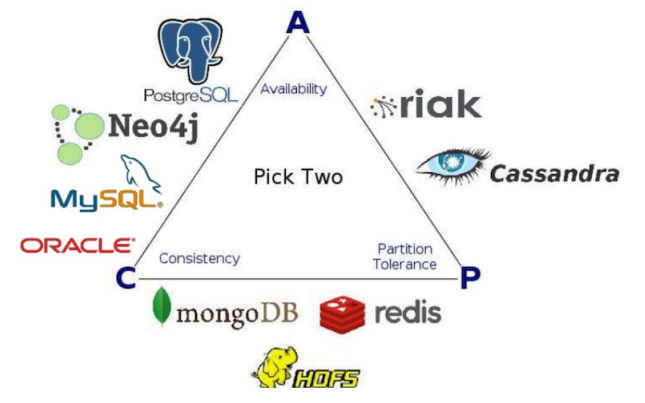 A
PostgreSQL
Availability
riak
Neo4j
Cassandra
Pick Two
MySQL®
ORACLE®
Consistency
Partition
Tolerance
C
P
mongoDB
redis
HDFS